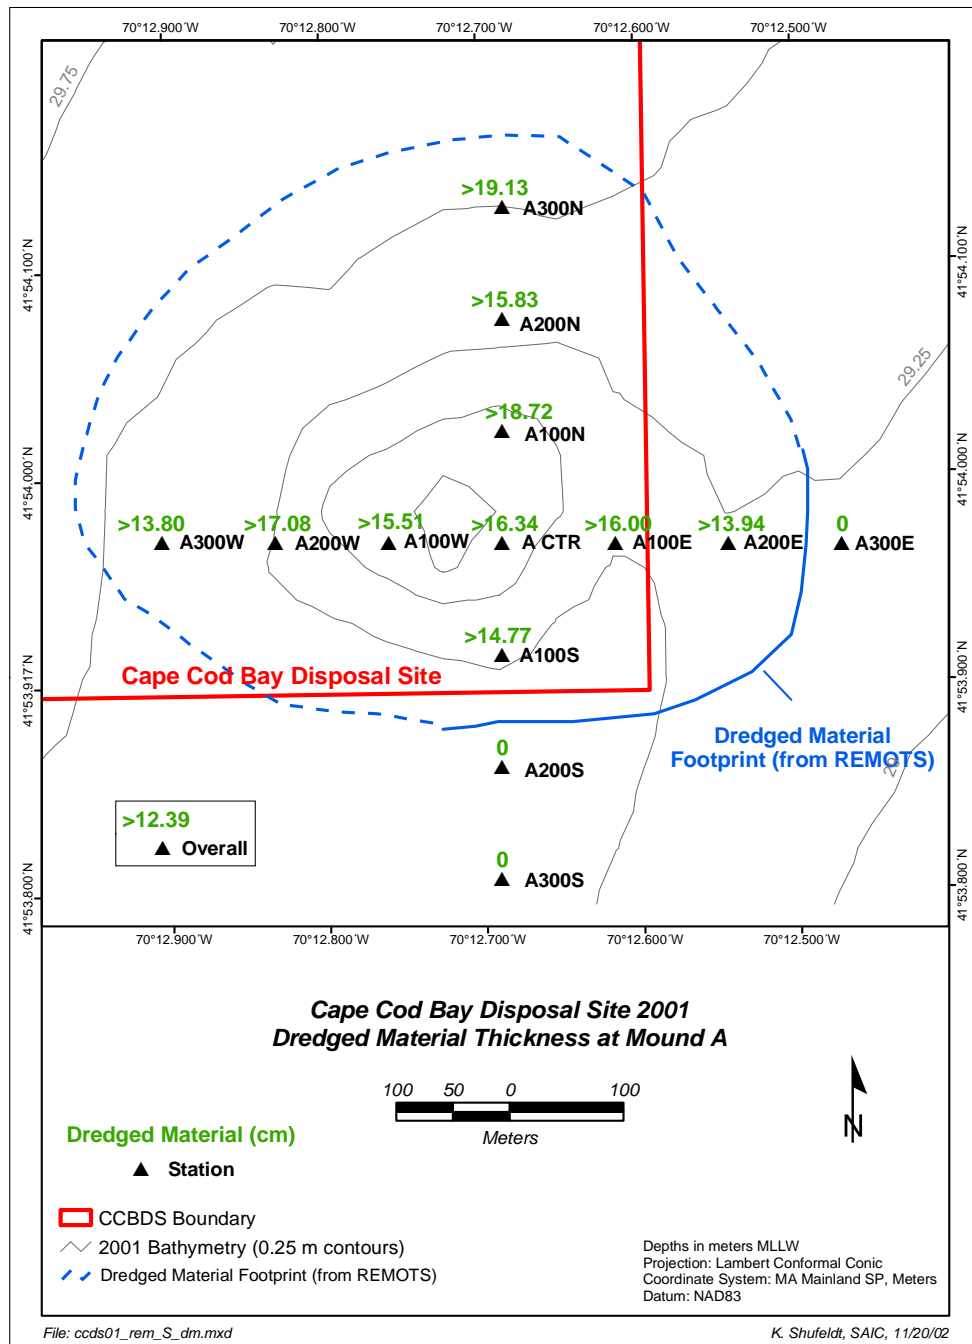 70°12.900´W 70°12.800´W 70°12.700´W 70°12.600´W 70°12.500´W
29.75
>19.13
A300N
41°54.100´N
41°54.100´N
>15.83
A200N
29.25
>18.72
A100N
41°54.000´N
41°54.000´N
>13.80 >17.08 >15.51 >16.34 >16.00 >13.94 0
A300W A200W A100W A CTR A100E A200E A300E
>14.77
A100S
Cape Cod Bay Disposal Site
41°53.917´N
41°53.900´N
Dredged Material
Footprint (from REMOTS)
0
A200S
>12.39
Overall
0
A300S
41°53.800´N
41°53.800´N
70°12.900´W 70°12.800´W 70°12.700´W 70°12.600´W 70°12.500´W
Cape Cod Bay Disposal Site 2001
Dredged Material Thickness at Mound A
100 50 0 100
Meters
N
Dredged Material (cm)
Station
CCBDS Boundary
2001 Bathymetry (0.25 m contours)
Dredged Material Footprint (from REMOTS)
Depths in meters MLLW
Projection: Lambert Conformal Conic
Coordinate System: MA Mainland SP, Meters
Datum: NAD83
File: ccds01_rem_S_dm.mxd
K. Shufeldt, SAIC, 11/20/02